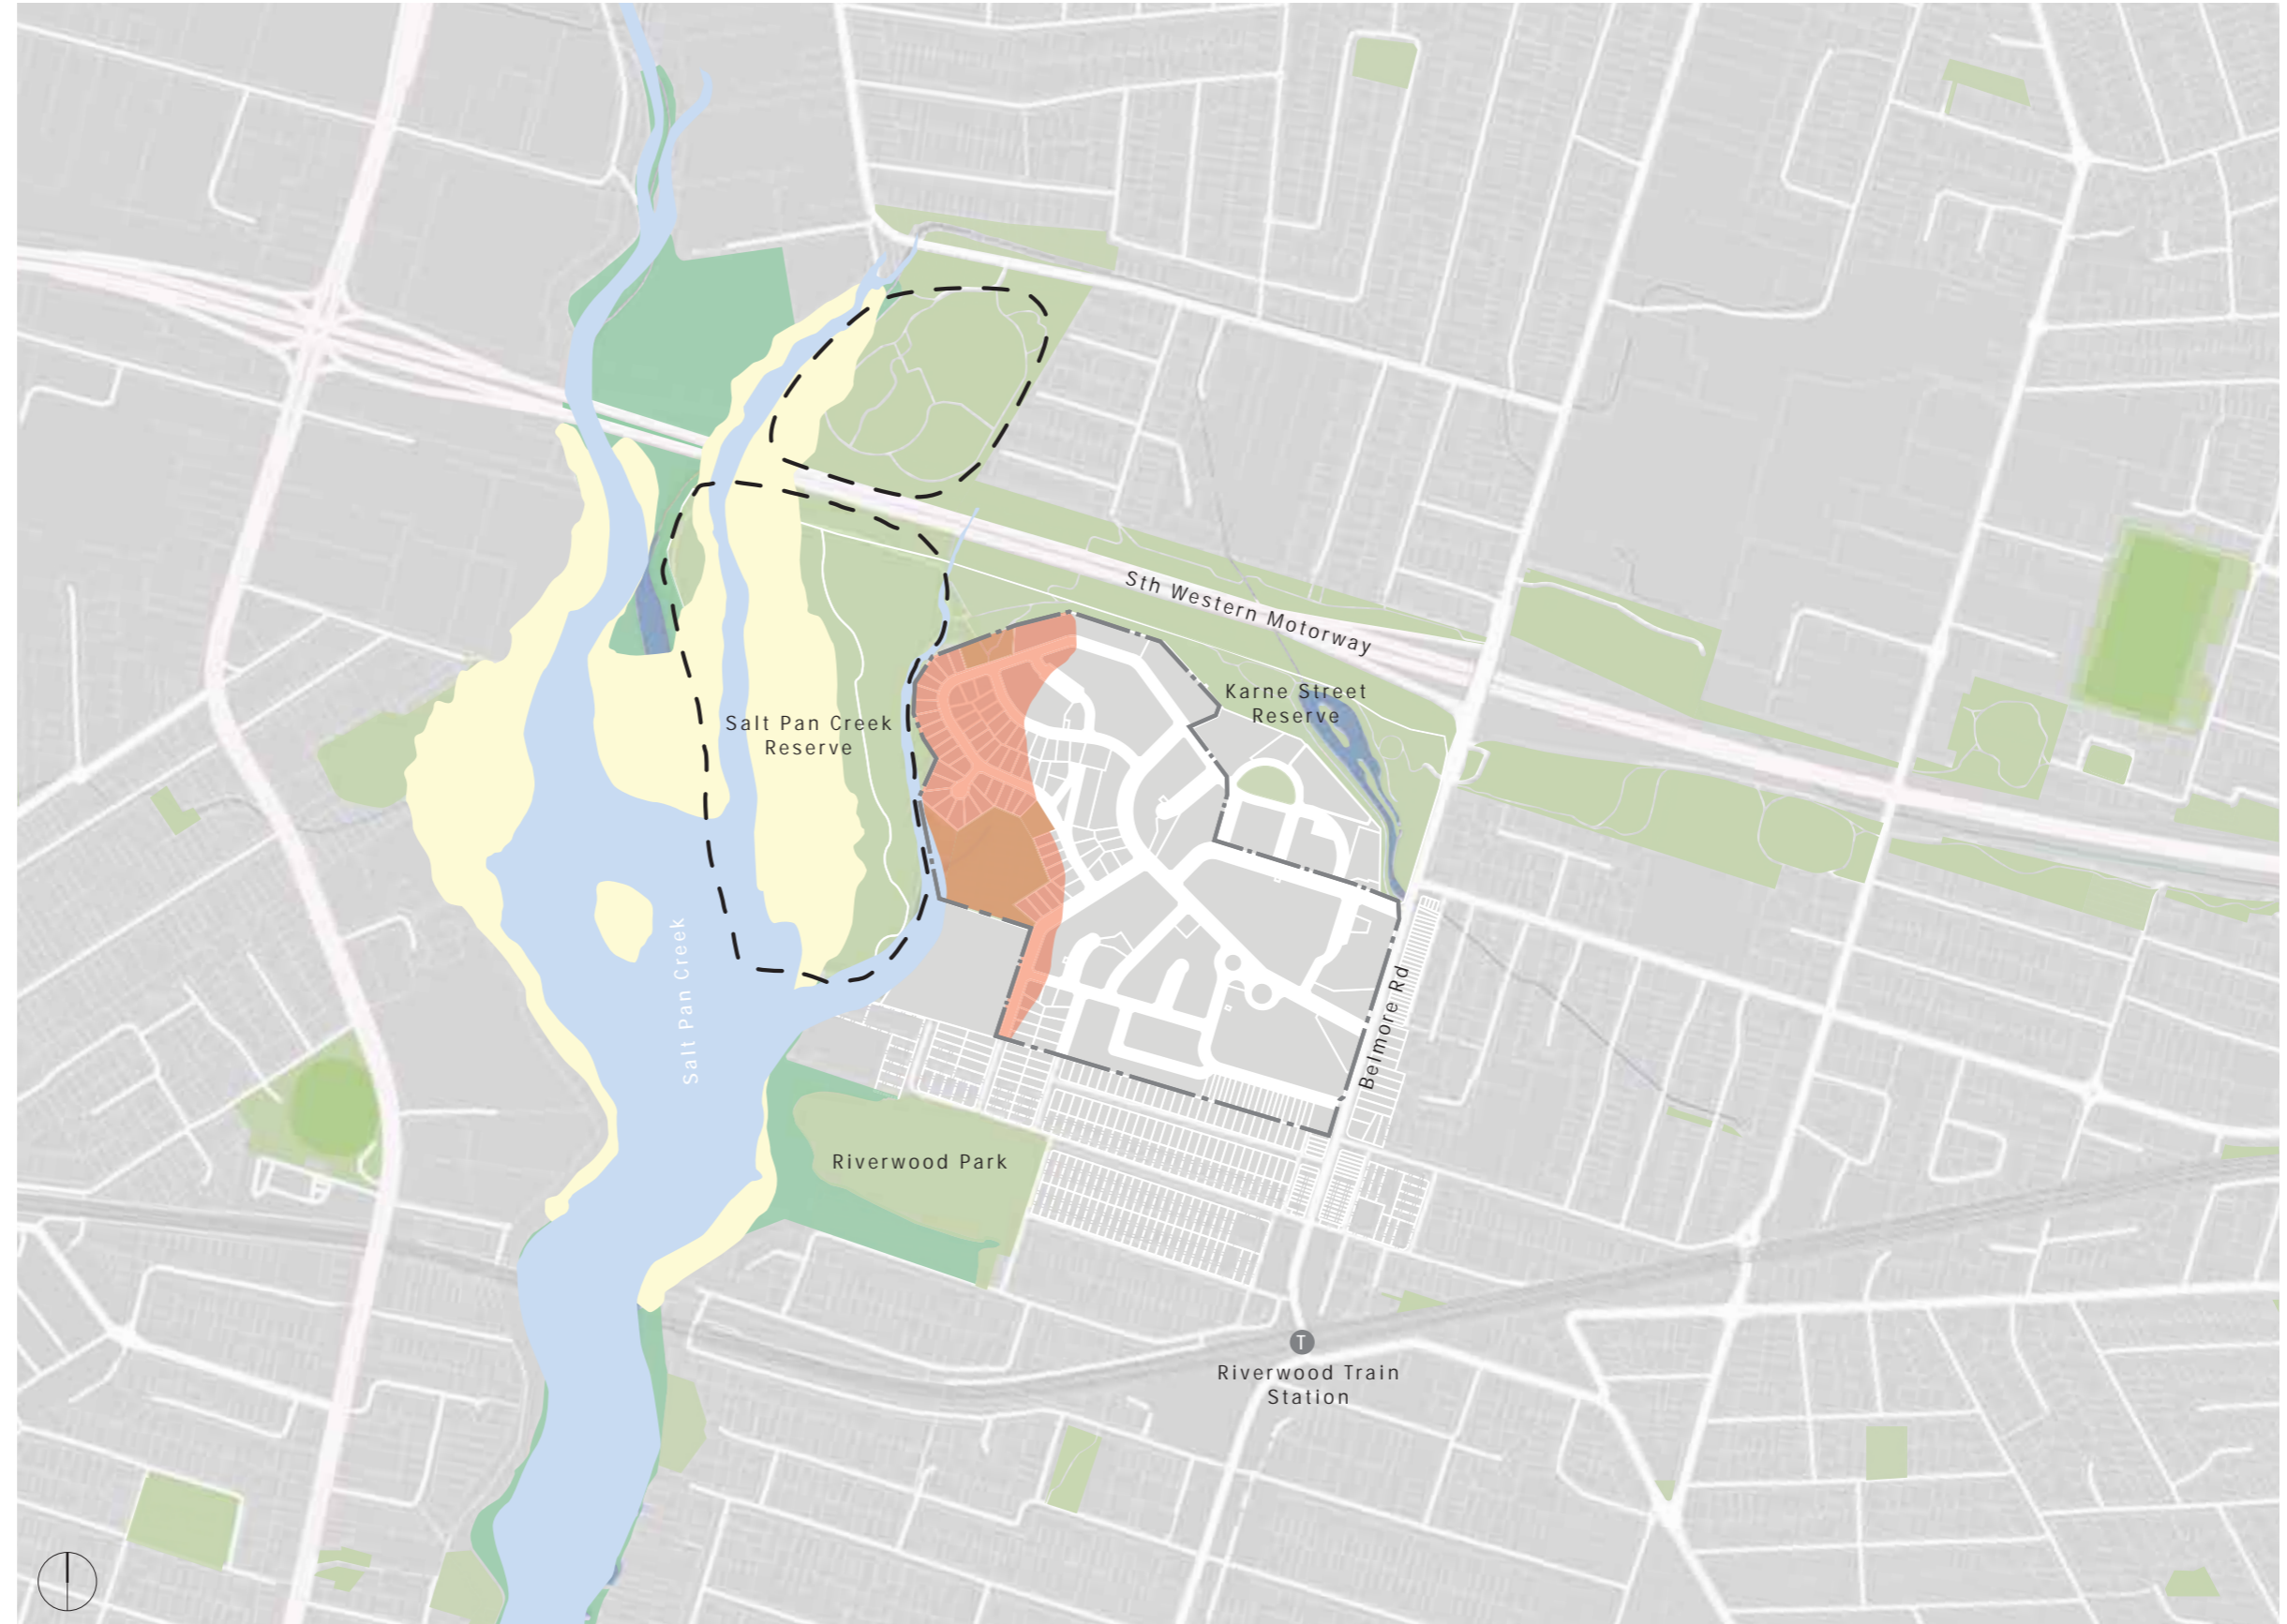 Sth Western Motorway
Karne Street
Reserve
Salt Pan Creek
Reserve
Salt Pan Creek
Belmore Rd
Riverwood Park
T
Riverwood Train
Station